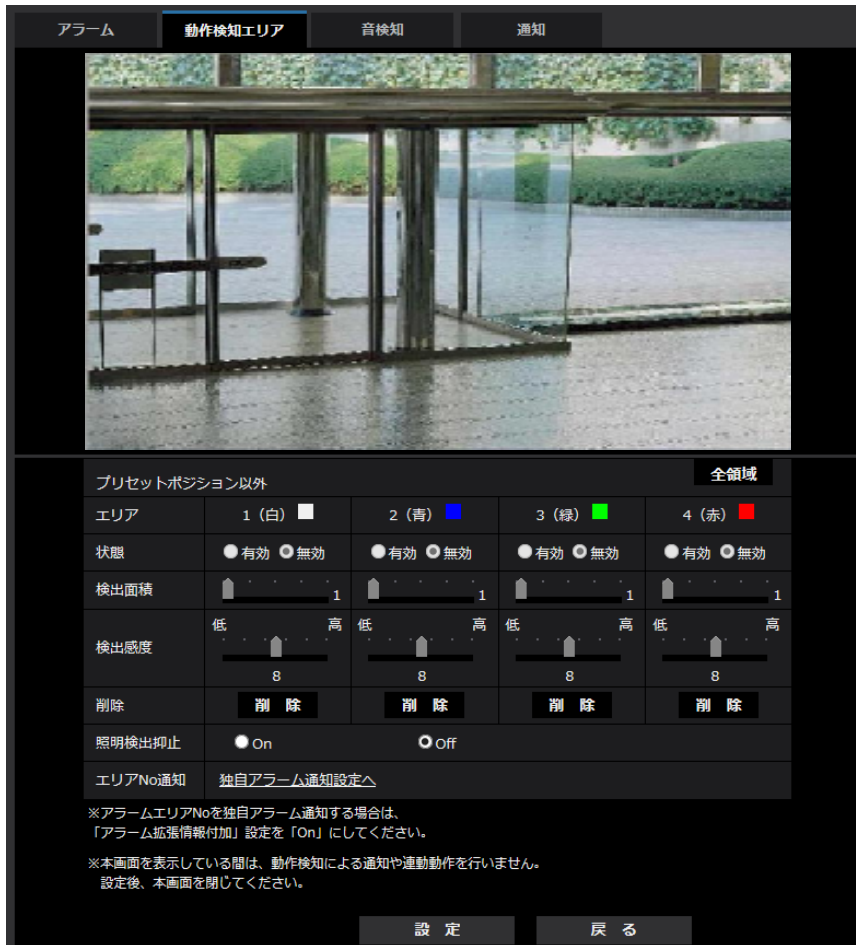 アラーム 動作検知エリア 音検知 通知
プリセットポジション以外 全領域
エリア 1（白） 2（青） 3（緑） 4（赤）
状態 有効 無効 有効 無効 有効 無効 有効 無効
検出面積 1 1 1 1
低 高 低 高 低 高 低 高
検出感度
8 8 8 8
削除 削 除 削 除 削 除 削 除
照明検出抑止 On Off
エリアNo通知 独自アラーム通知設定へ
※アラームエリアNoを独自アラーム通知する場合は、
「アラーム拡張情報付加」設定を「On」にしてください。
※本画面を表示している間は、動作検知による通知や連動動作を行いません。
設定後、本画面を閉じてください。
設 定 戻 る